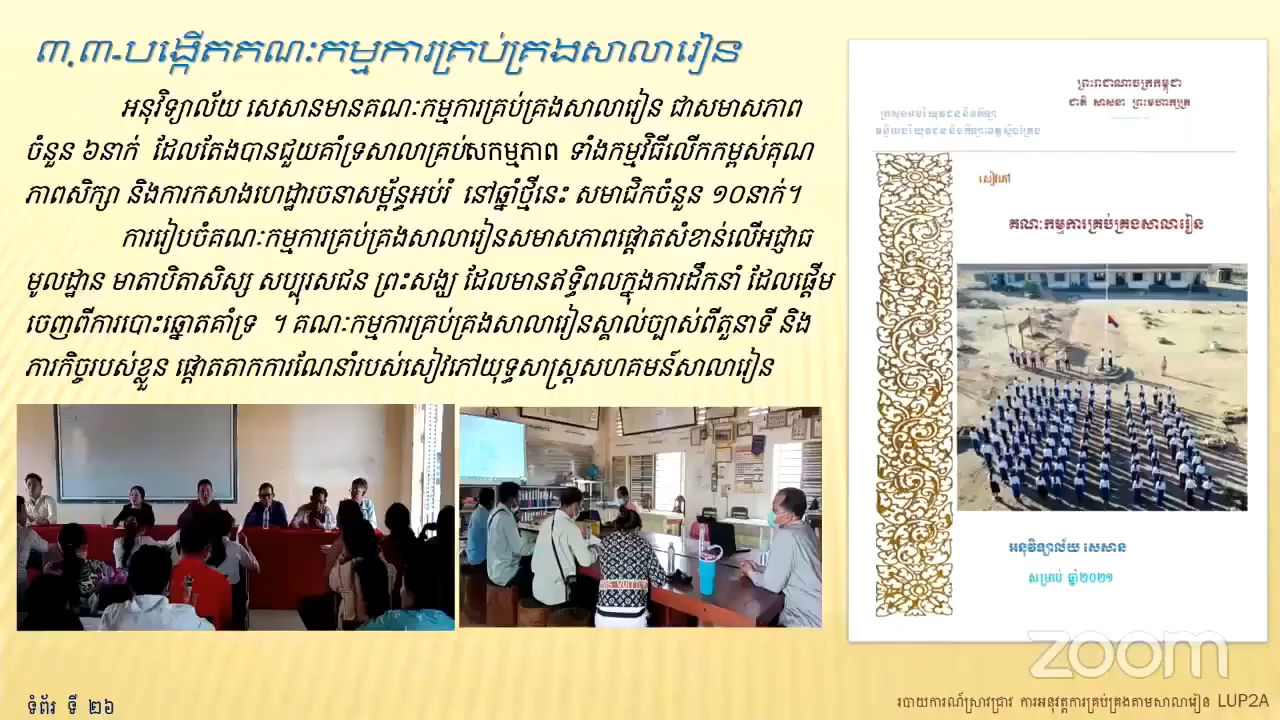 ៣.៣-បង្កើតគណៈកម្មការគ្រប់គ្រងសាលារៀន
អនុវិទ្យាល័យ សេសានមានគណៈកម្មការគ្រប់គ្រងសាលារៀន ជាសមាសភាព
ចំនួន ៦នាក់ ដែលតែងបានជួយគាំទ្រសាលាគ្រប់សកម្មភាព ទាំងកម្មវិធីលើកកម្ពស់គុណ
ភាពសិក្សា និងការកសាងហេដ្ឋារចនាសម្ព័ន្ធអប់រំ នៅឆ្នាំថ្មីនេះ សមាជិកចំនួន ១០នាក់។
ការរៀបចំគណៈកម្មការគ្រប់គ្រងសាលារៀនសមាសភាពផ្តោតសំខាន់លើអជ្ញាធ
មូលដ្ឋាន មាតាបិតាសិស្ស សប្បុរសជន ព្រះសង្ឃ ដែលមានឥទ្ធិពលក្នុងការដឹកនាំ ដែលផ្តើម
ចេញពីការបោះឆ្នោតគាំទ្រ ។ គណៈកម្មការគ្រប់គ្រងសាលារៀនស្គាល់ច្បាស់ពីតួនាទី និង
ភារកិច្ចរបស់ខ្លួន ផ្តោតតាកការណែនាំរបស់សៀវភៅយុទ្ធសាស្ត្រសហគមន៍សាលារៀន
ព្រះរាជាណាចក្រកម្ពុជា
ជាតិ សាសនា ព្រះមហាក្សត្រ
សៀវភៅ
គណៈកម្មការគ្រប់គ្រងសាលារៀន
អនុវិទ្យាល័យ សេសាន
សម្រាប់ ឆ្នាំ២០២១
zoom
ទំព័រ ទី ២៦
របាយការណ៍ស្រាវជ្រាវ ការអនុវត្តការគ្រប់គ្រងតាមសាលារៀន LUP2A